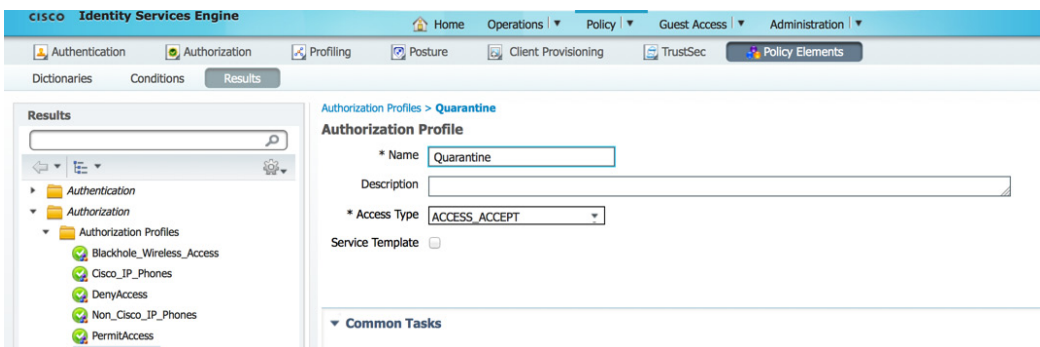 CISCO Identity Services Engine
Home Operations Policy Guest Access Administration
Authentication Authorization Profiling Posture Client Provisioning TrustSec Policy Elements
Dictionaries Conditions Results
Results
Authentication
Authorization
Authorization Profiles
Blackhole_Wireless_Access
Cisco_IP_Phones
DenyAccess
Non_Cisco_IP_Phones
PermitAccess
Authorization Profiles > Quarantine
Authorization Profile
* Name Quarantine
Description
* Access Type ACCESS_ACCEPT
Service Template
Common Tasks